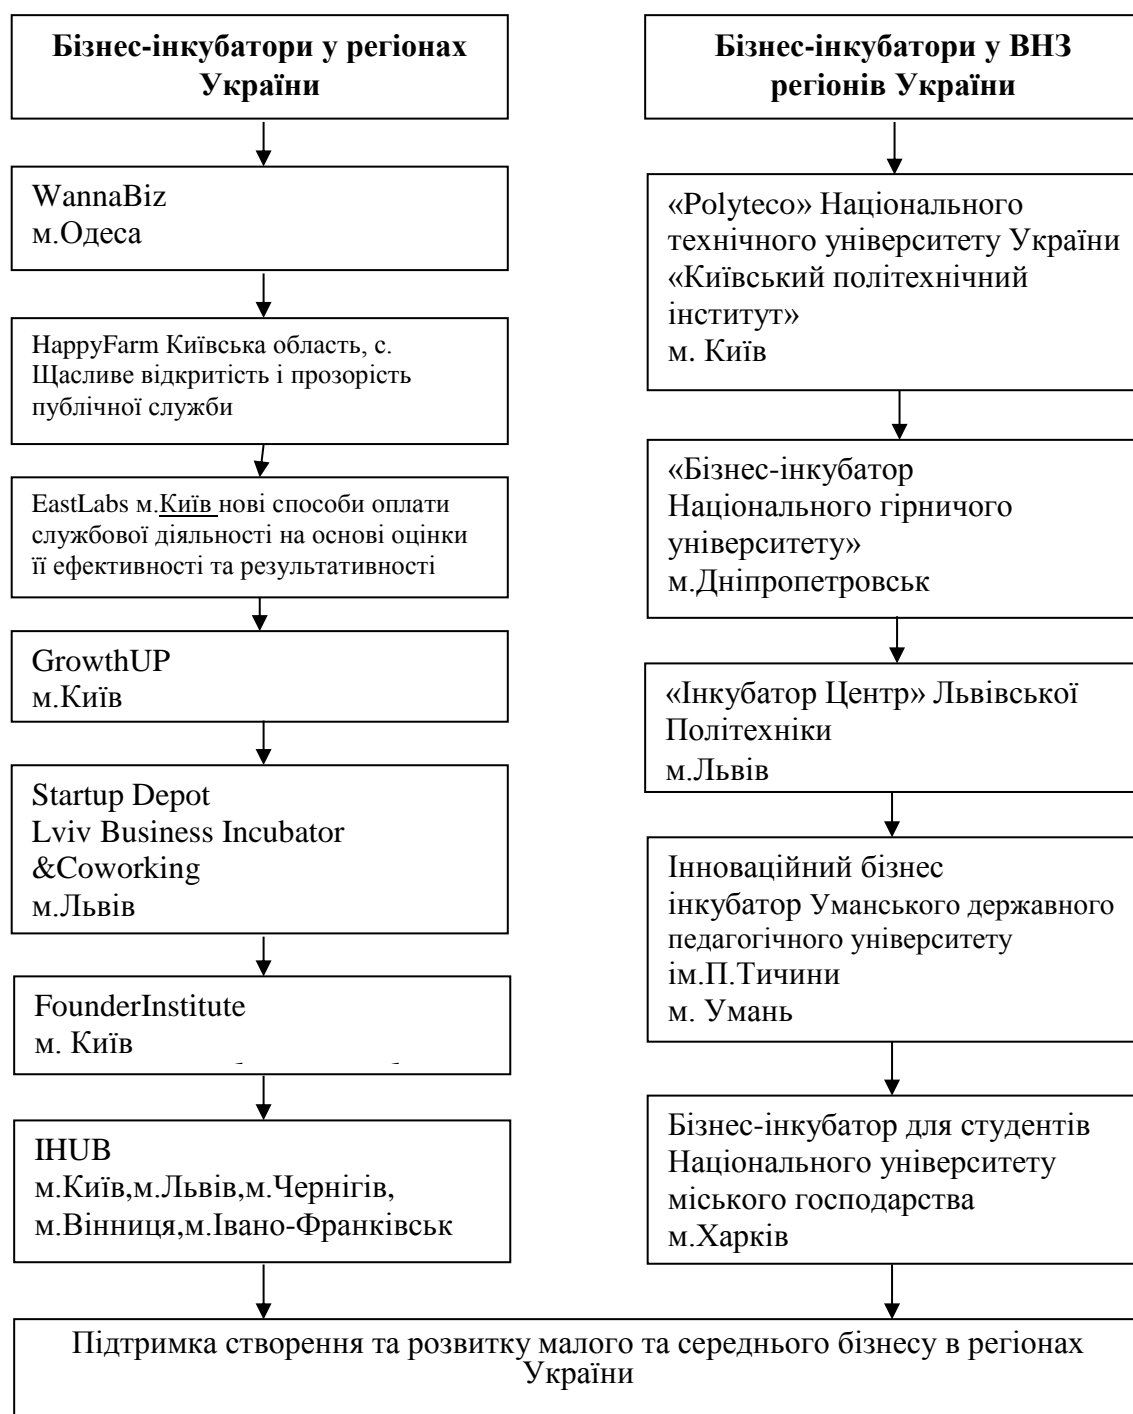 Бізнес-інкубатори у регіонах
України
WannaBiz
м.Одеса
HappyFarm Київська область, с.
Щасливе відкритість і прозорість
публічної служби
EastLabs м.Київ нові способи оплати
службової діяльності на основі оцінки
її ефективності та результативності
GrowthUP
м.Київ
Startup Depot
Lviv Business Incubator
&Coworking
м.Львів
FounderInstitute
м. Київ
IHUB
м.Київ,м.Львів,м.Чернігів,
м.Вінниця,м.Івано-Франківськ
Бізнес-інкубатори у ВНЗ
регіонів України
«Polyteco» Національного
технічного університету України
«Київський політехнічний
інститут»
м. Київ
«Бізнес-інкубатор
Національного гірничого
університету»
м.Дніпропетровськ
«Інкубатор Центр» Львівської
Політехніки
м.Львів
Інноваційний бізнес
інкубатор Уманського державного
педагогічного університету
ім.П.Тичини
м. Умань
Бізнес-інкубатор для студентів
Національного університету
міського господарства
м.Харків
Підтримка створення та розвитку малого та середнього бізнесу в регіонах
України